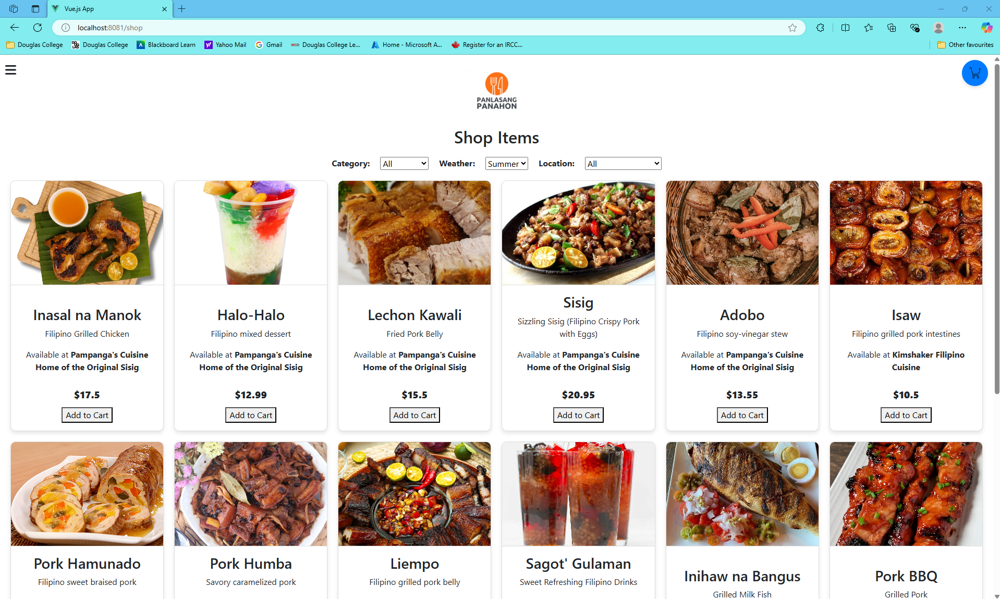 Vue.js App
localhost:8081/shop
Douglas College
Douglas College
Blackboard Learn
Yahoo Mail
Gmail
WCO Douglas College Le...
Home - Microsoft A...
Register for an IRCC...
Other favourites
PANLASANG
PANAHON
Shop Items
Category: All Weather: Summer Location: All
Inasal na Manok
Filipino Grilled Chicken
Available at Pampanga's Cuisine
Home of the Original Sisig
$17.5
Add to Cart
Halo-Halo
Filipino mixed dessert
Available at Pampanga's Cuisine
Home of the Original Sisig
$12.99
Add to Cart
Lechon Kawali
Fried Pork Belly
Available at Pampanga's Cuisine
Home of the Original Sisig
$15.5
Add to Cart
Sisig
Sizzling Sisig (Filipino Crispy Pork
with Eggs)
Available at Pampanga's Cuisine
Home of the Original Sisig
$20.95
Add to Cart
Adobo
Filipino soy-vinegar stew
Available at Pampanga's Cuisine
Home of the Original Sisig
$13.55
Add to Cart
Isaw
Filipino grilled pork intestines
Available at Kimshaker Filipino
Cuisine
$10.5
Add to Cart
Pork Hamunado
Filipino sweet braised pork
Pork Humba
Savory caramelized pork
Liempo
Filipino grilled pork belly
Sagot' Gulaman
Sweet Refreshing Filipino Drinks
Inihaw na Bangus
Grilled Milk Fish
Pork BBQ
Grilled Pork